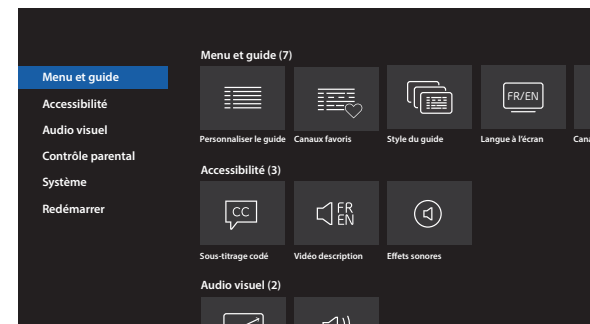 Menu et guide
Accessibilité
Audio visuel
Contrôle parental
Système
Redémarrer
Menu et guide (7)
FR/EN
Personnaliser le guide Canaux favoris Style du guide Langue à l'écran
Accessibilité (3)
CC FR
EN
Sous-titrage codé Vidéo description Effets sonores
Audio visuel (2)